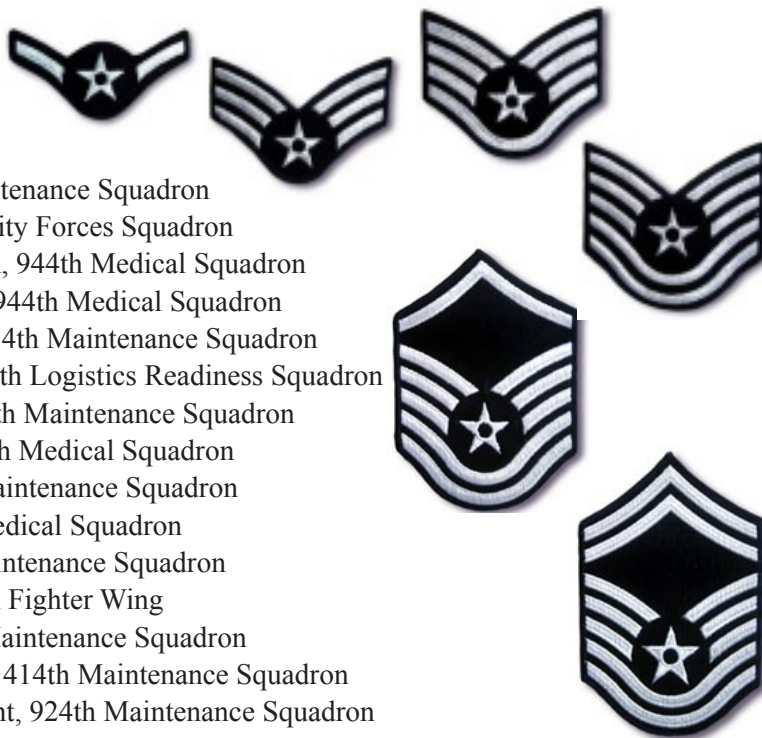 tenance Squadron
ity Forces Squadron
, 944th Medical Squadron
944th Medical Squadron
4th Maintenance Squadron
th Logistics Readiness Squadron
th Maintenance Squadron
h Medical Squadron
aintenance Squadron
edical Squadron
intenance Squadron
Fighter Wing
Maintenance Squadron
, 414th Maintenance Squadron
nt, 924th Maintenance Squadron